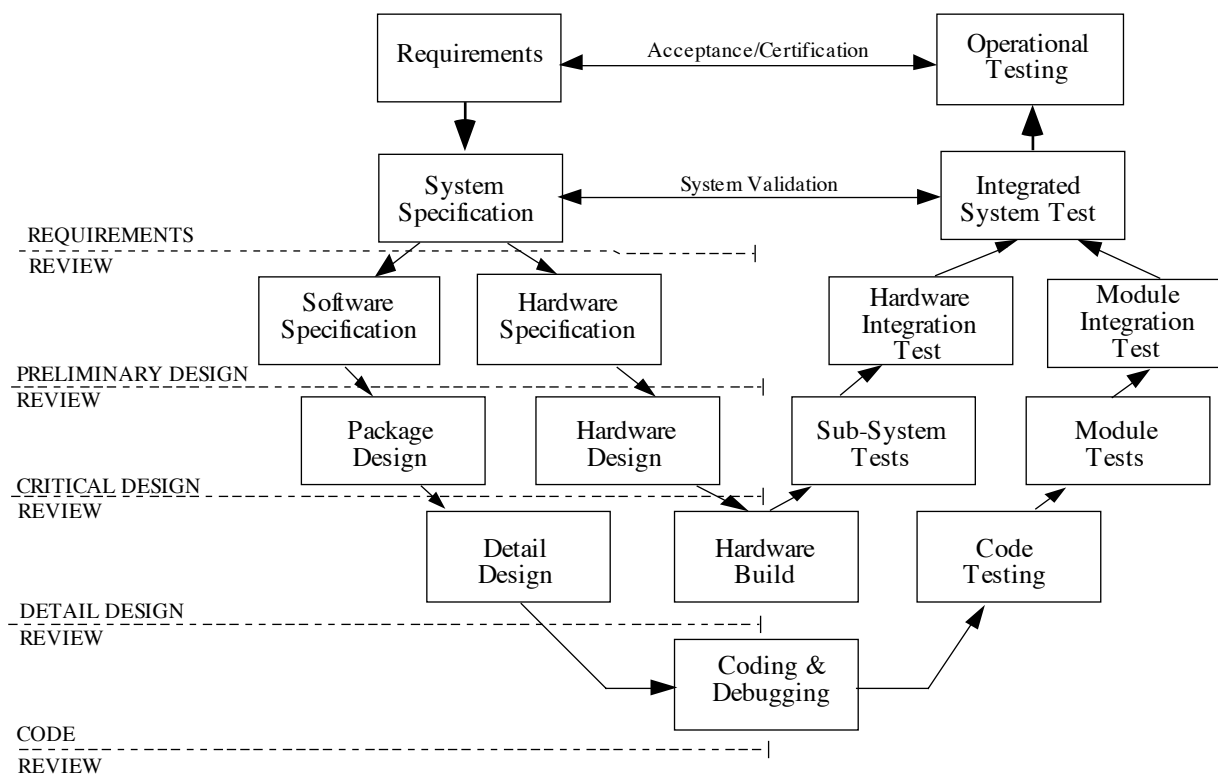 Requirements
Acceptance/Certification
Operational
Testing
System
Specification
System Validation
Integrated
System Test
REQUIREMENTS
REVIEW
Software
Specification
Hardware
Specification
Hardware
Integration
Test
Module
Integration
Test
PRELIMINARY DESIGN
REVIEW
Package
Design
Hardware
Design
Sub-System
Tests
Module
Tests
CRITICAL DESIGN
REVIEW
Detail
Design
Hardware
Build
Code
Testing
DETAIL DESIGN
REVIEW
Coding &
Debugging
CODE
REVIEW